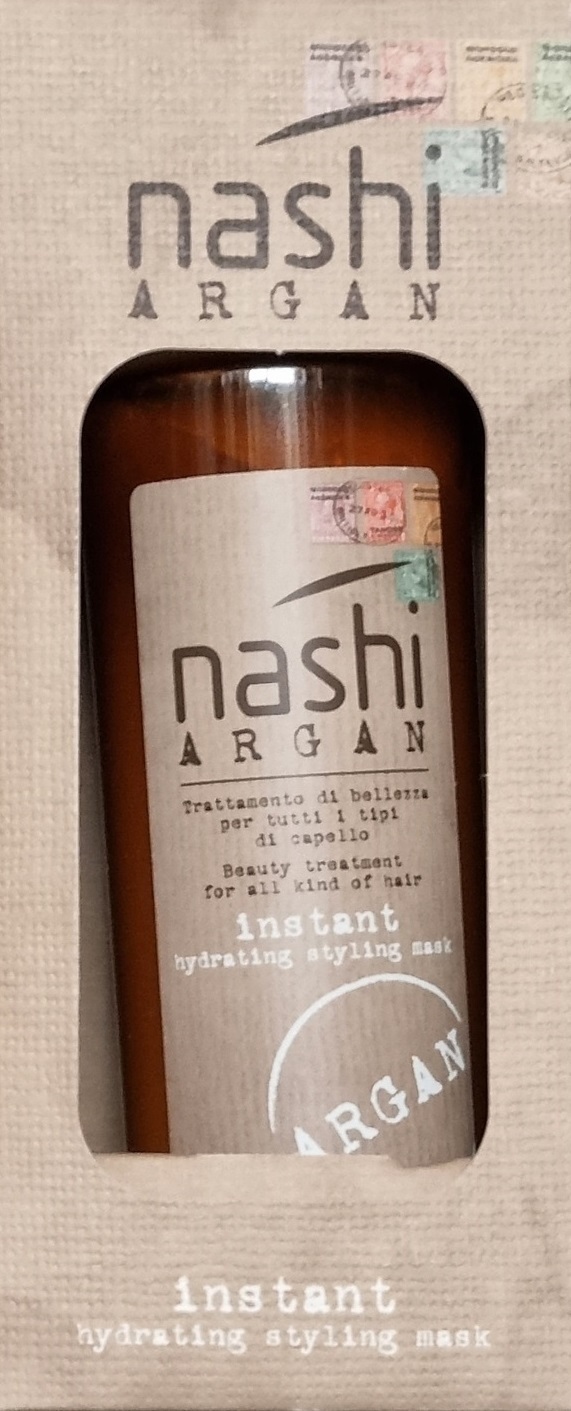 nashi
ARGAN
nashi
ARGAN
Trattamento di bellezza
per tutti i tipi
di capello
Beauty treatment
for all kind of hair
instant
hydrating styling mask
ARGAN
instant
hydrating styling mask